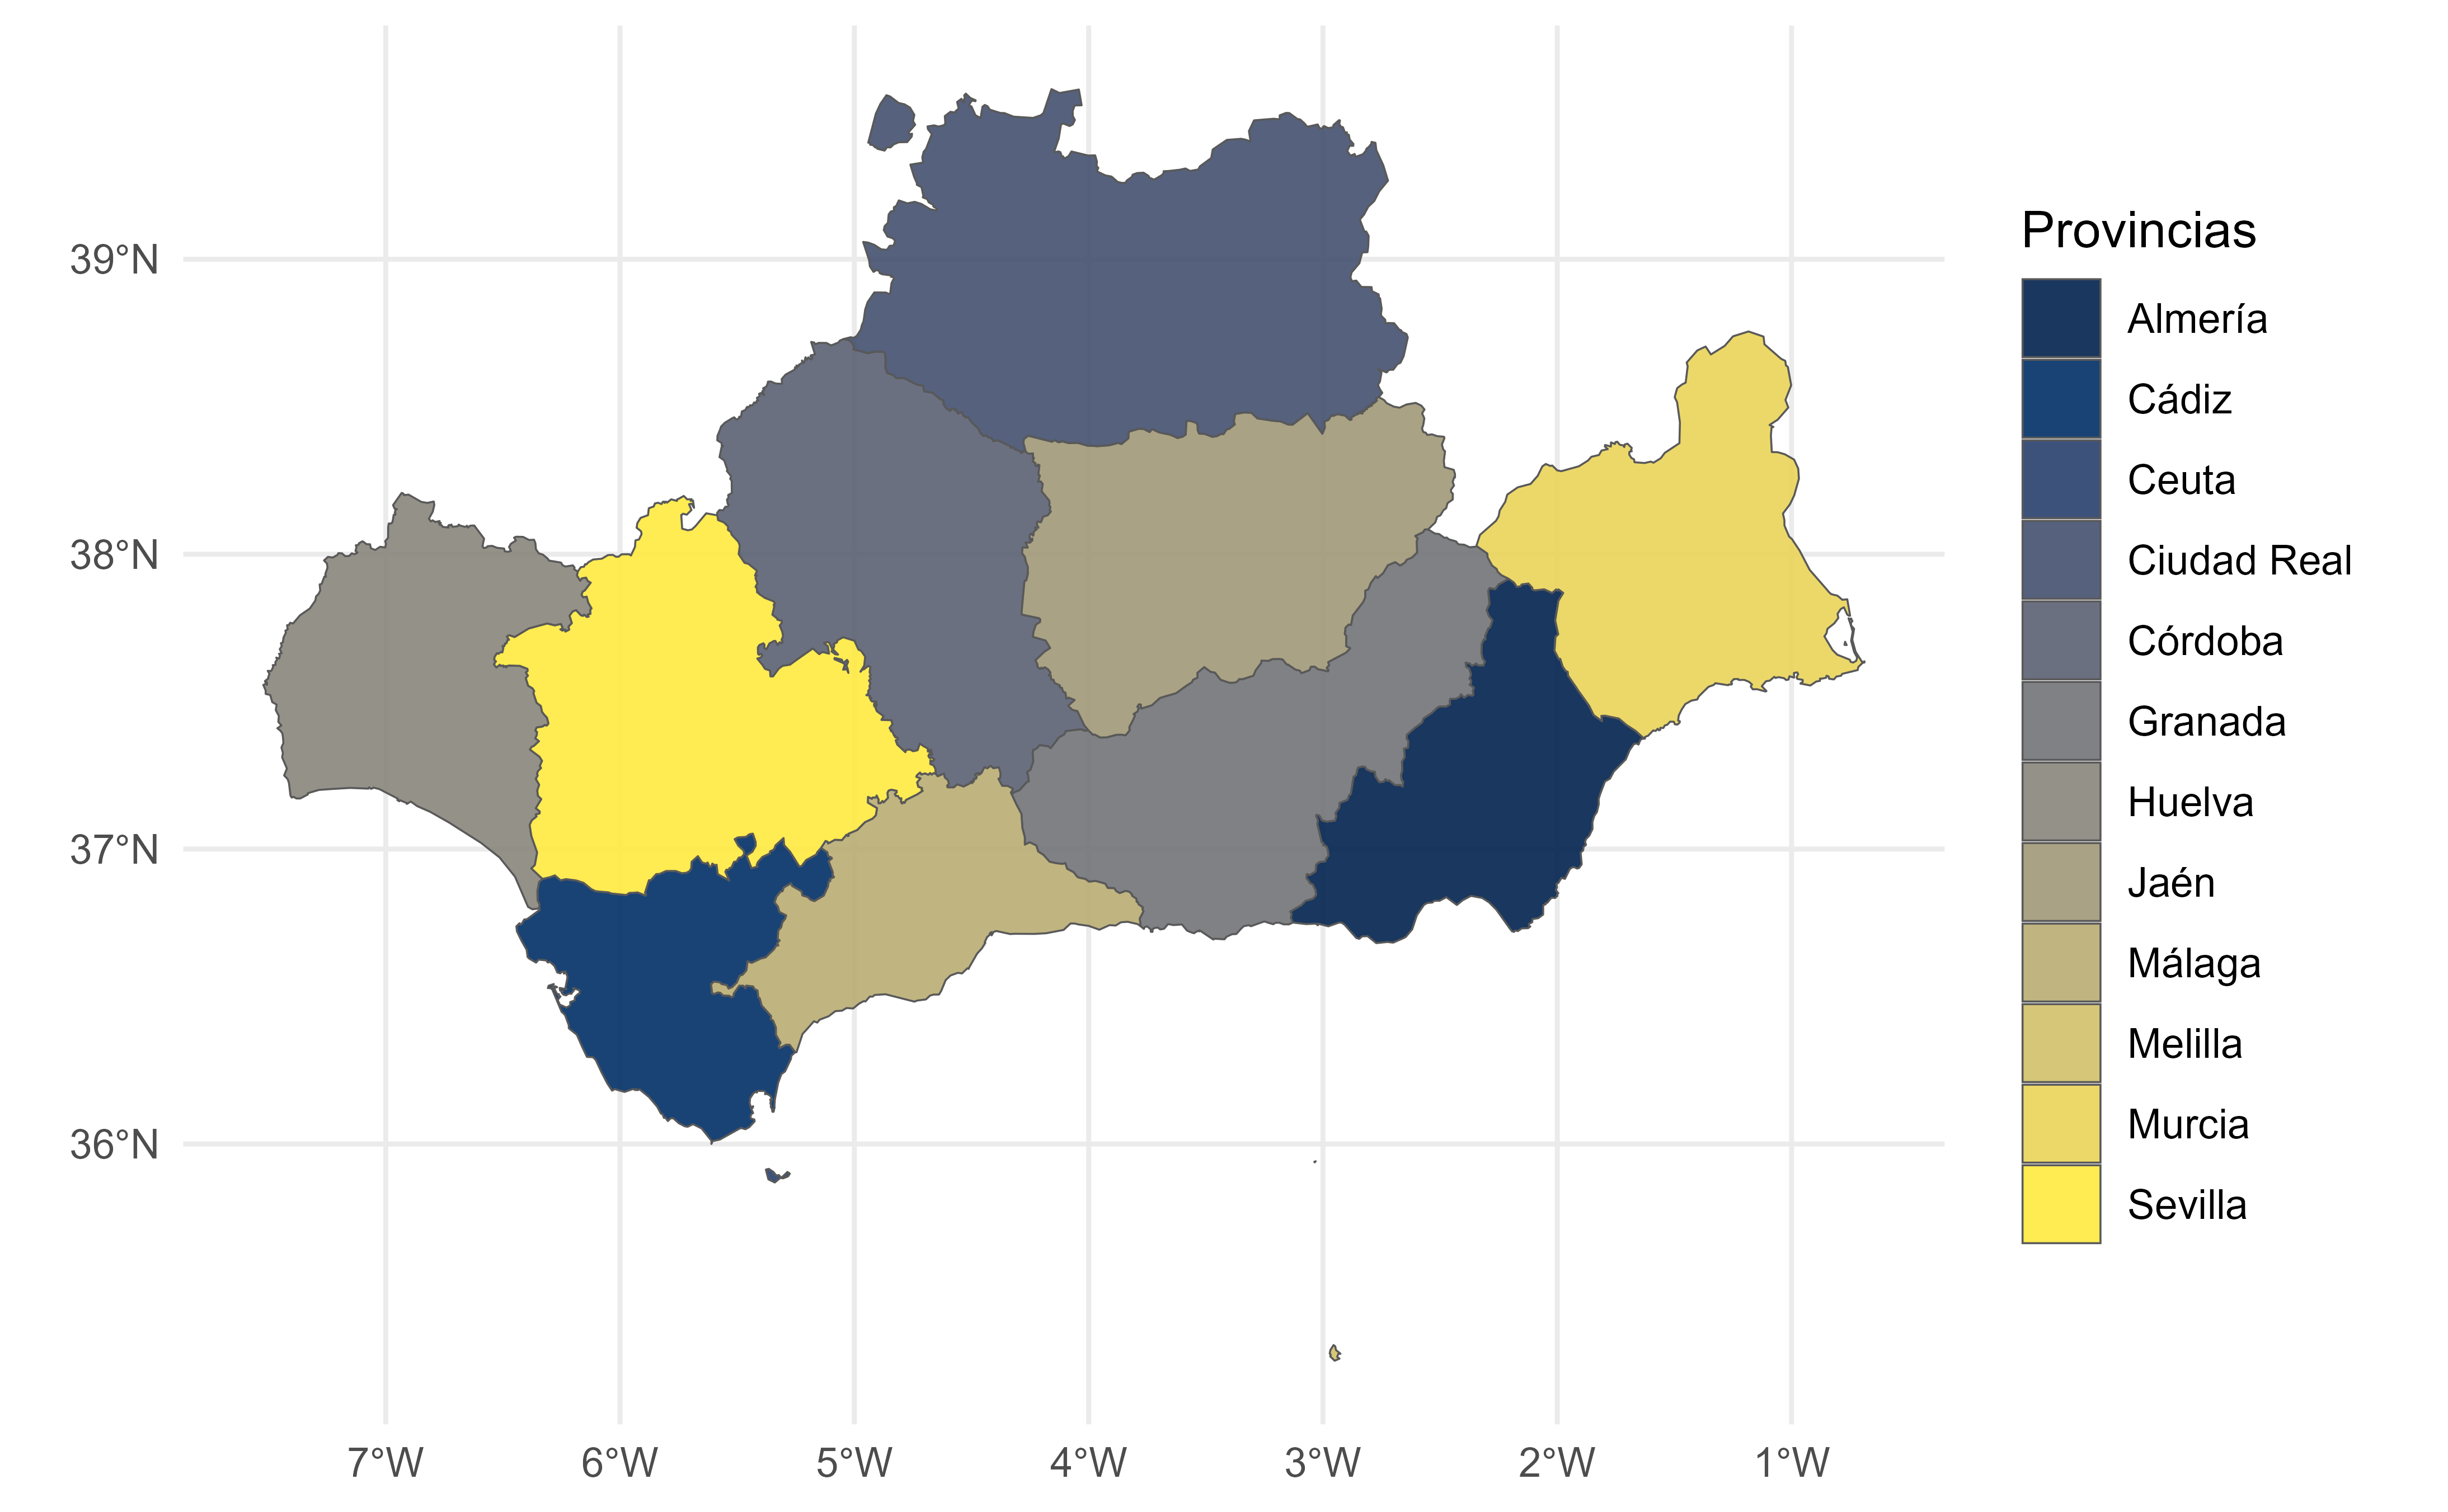 39°N
38°N
37°N
36°N
7°W 6°W 5°W 4°W 3°W 2°W 1°W
Provincias
Almería
Cádiz
Ceuta
Ciudad Real
Córdoba
Granada
Huelva
Jaén
Málaga
Melilla
Murcia
Sevilla